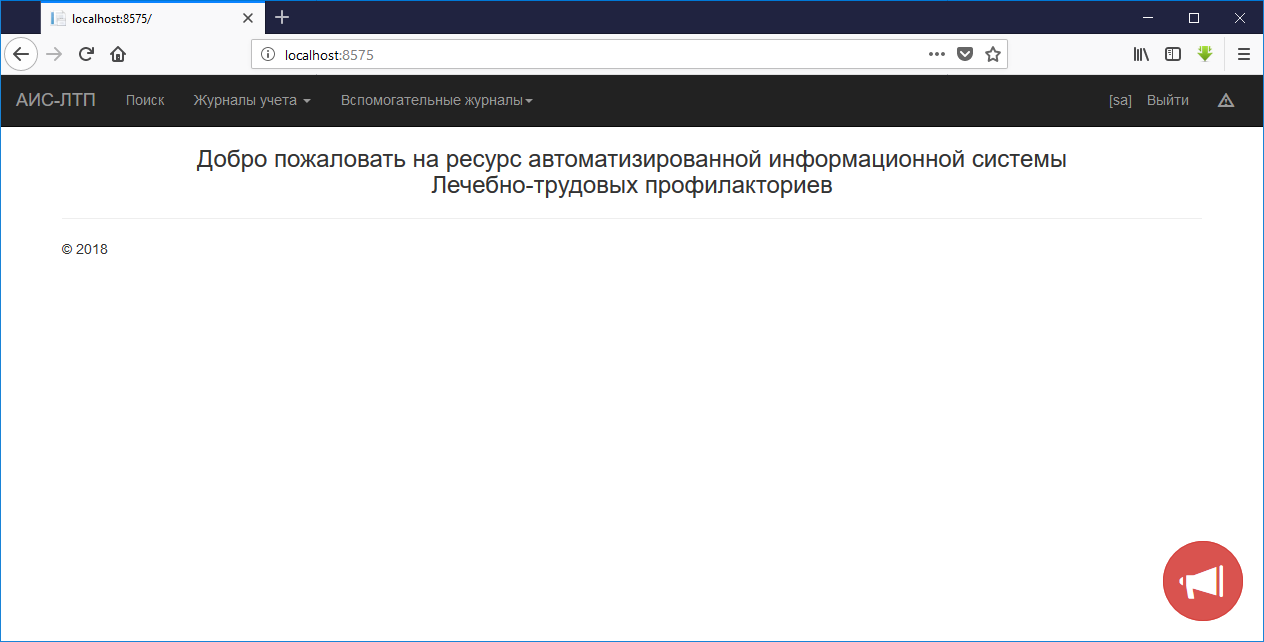 localhost:8575/
localhost:8575
АИС-ЛТП Поиск Журналы учета Вспомогательные журналы [sa] Выйти
Добро пожаловать на ресурс автоматизированной информационной системы
Лечебно-трудовых профилакториев
© 2018